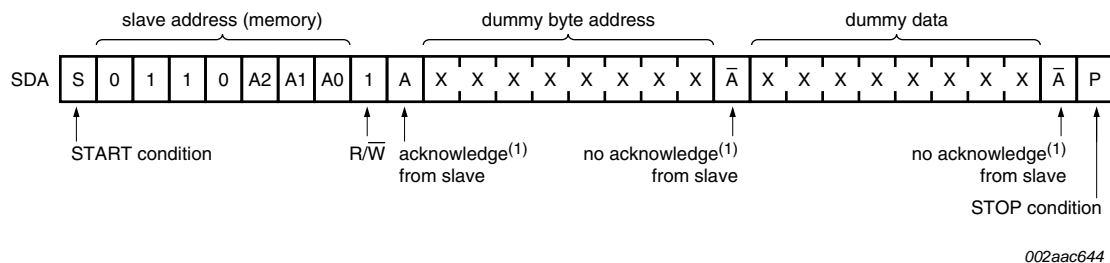 slave address (memory) dummy byte address dummy data
SDA S 0 1 1 0 A2 A1 A0 1 A X X X X X X X X A̅ X X X X X X X X A̅ P
START condition R/W̅ acknowledge(1) no acknowledge(1) no acknowledge(1)
from slave from slave from slave
STOP condition
002aac644